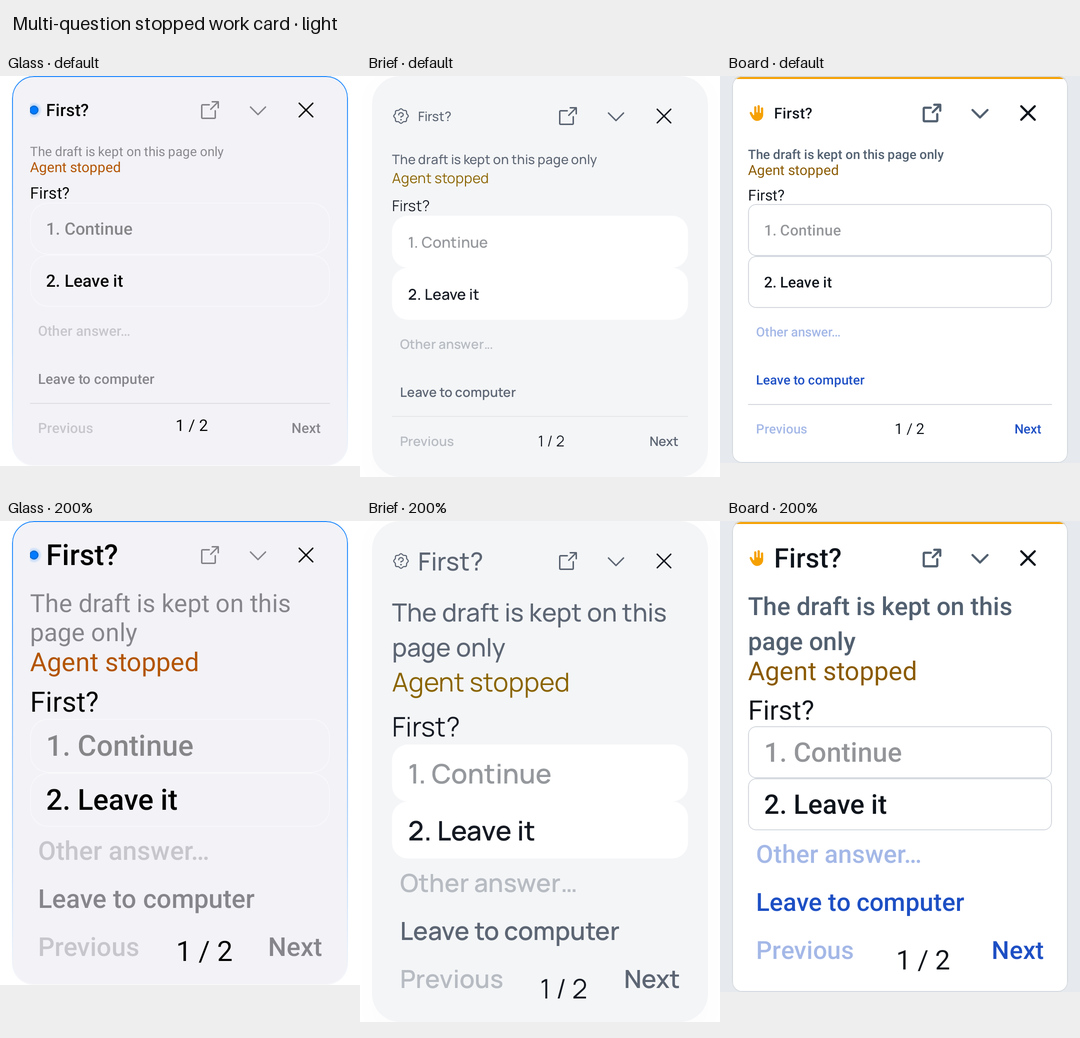 Multi-question stopped work card · light
Glass · default
First?
The draft is kept on this page only
Agent stopped
First?
1. Continue
2. Leave it
Other answer...
Leave to computer
Previous
1 / 2
Next
Brief · default
First?
The draft is kept on this page only
Agent stopped
First?
1. Continue
2. Leave it
Other answer...
Leave to computer
Previous
1 / 2
Next
Board · default
First?
The draft is kept on this page only
Agent stopped
First?
1. Continue
2. Leave it
Other answer...
Leave to computer
Previous
1 / 2
Next
Glass · 200%
First?
The draft is kept on this
page only
Agent stopped
First?
1. Continue
2. Leave it
Other answer...
Leave to computer
Previous
1 / 2
Next
Brief · 200%
First?
The draft is kept on this
page only
Agent stopped
First?
1. Continue
2. Leave it
Other answer...
Leave to computer
Previous
1 / 2
Next
Board · 200%
First?
The draft is kept on this
page only
Agent stopped
First?
1. Continue
2. Leave it
Other answer...
Leave to computer
Previous
1 / 2
Next